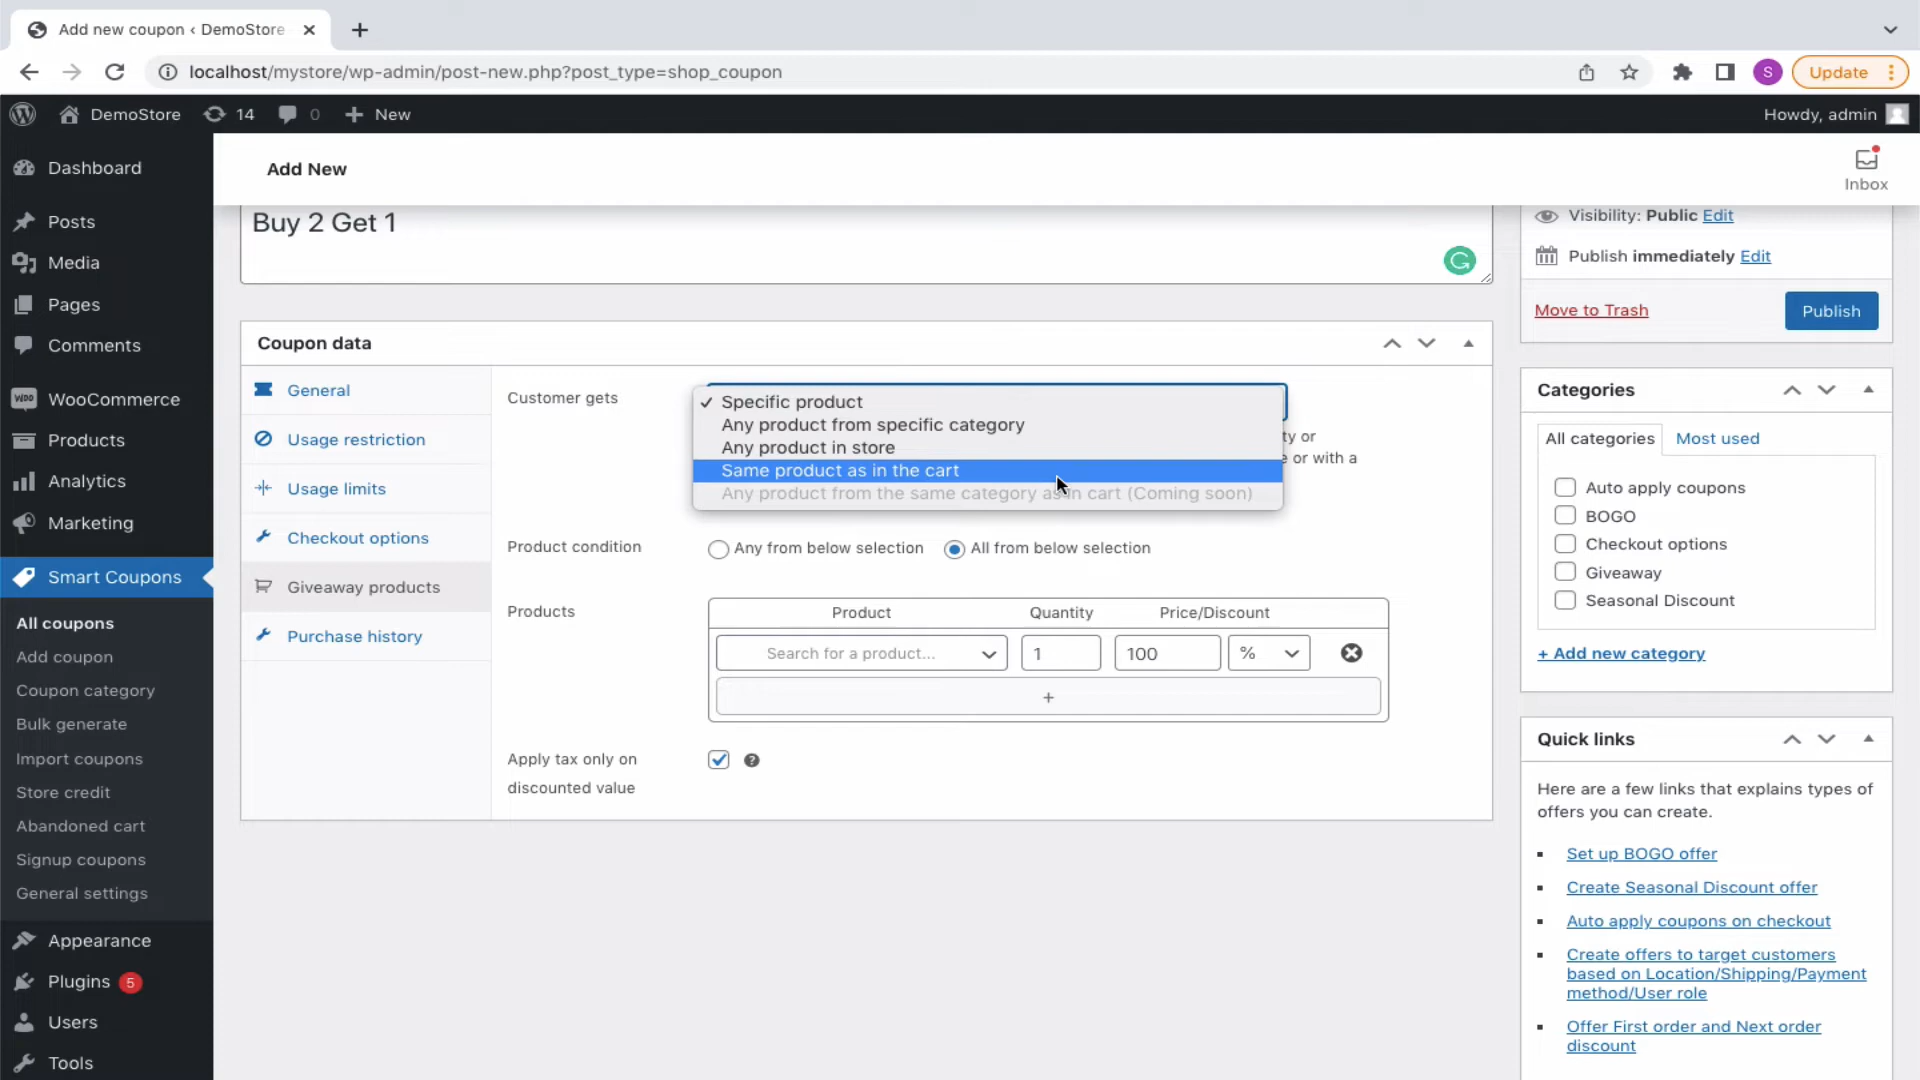 Add new coupon ‹ DemoStore
localhost/mystore/wp-admin/post-new.php?post_type=shop_coupon
S
Update
DemoStore
14
0
New
Howdy, admin
Dashboard
Posts
Media
Pages
Comments
WooCommerce
Products
Analytics
Marketing
Smart Coupons
All coupons
Add coupon
Coupon category
Bulk generate
Import coupons
Store credit
Abandoned cart
Signup coupons
General settings
Appearance
Plugins 5
Users
Tools
Add New
Inbox
Buy 2 Get 1
Coupon data
General
Usage restriction
Usage limits
Checkout options
Giveaway products
Purchase history
Customer gets
✓ Specific product
Any product from specific category
Any product in store
Same product as in the cart
Any product from the same category as in cart (Coming soon)
ty or
e or with a
Product condition
Any from below selection
All from below selection
Products
Product Quantity Price/Discount
Search for a product... 1 100 %
+
Apply tax only on
discounted value
Visibility: Public Edit
Publish immediately Edit
Move to Trash
Publish
Categories
All categories Most used
Auto apply coupons
BOGO
Checkout options
Giveaway
Seasonal Discount
+ Add new category
Quick links
Here are a few links that explains types of
offers you can create.
Set up BOGO offer
Create Seasonal Discount offer
Auto apply coupons on checkout
Create offers to target customers
based on Location/Shipping/Payment
method/User role
Offer First order and Next order
discount